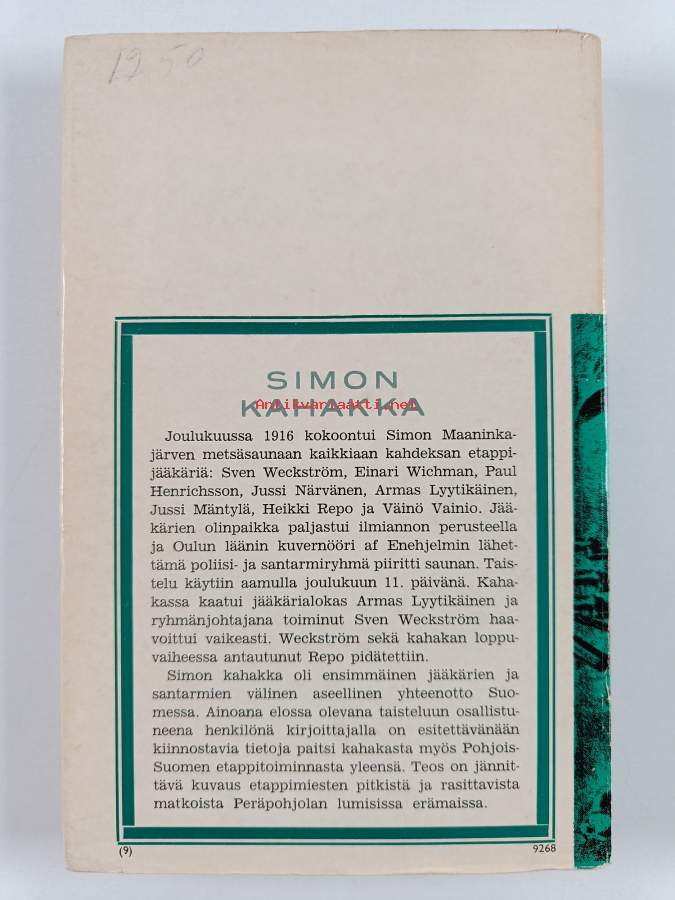 1250
SIMON
KAHAKKA
Antikvariaatti.net
Joulukuussa 1916 kokoontui Simon Maaninka-
järven metsäsaunaan kaikkiaan kahdeksan etappi-
jääkäriä: Sven Weckström, Einari Wichman, Paul
Henrichsson, Jussi Närvänen, Armas Lyytikäinen,
Jussi Mäntylä, Heikki Repo ja Väinö Vainio. Jää-
kärien olinpaikka paljastui ilmiannon perusteella
ja Oulun läänin kuvernööri af Enehjelmin lähet-
tämä poliisi- ja santarmiryhmä piiritti saunan. Tais-
telu käytiin aamulla joulukuun 11. päivänä. Kaha-
kassa kaatui jääkärialokas Armas Lyytikäinen ja
ryhmänjohtajana toiminut Sven Weckström haa-
voittui vaikeasti. Weckström sekä kahakan loppu-
vaiheessa antautunut Repo pidätettiin.
Simon kahakka oli ensimmäinen jääkärien ja
santarmien välinen aseellinen yhteenotto Suo-
messa. Ainoana elossa olevana taisteluun osallistu-
neena henkilönä kirjoittajalla on esitettävänään
kiinnostavia tietoja paitsi kahakasta myös Pohjois-
Suomen etappitoiminnasta yleensä. Teos on jännit-
tävä kuvaus etappimiesten pitkistä ja rasittavista
matkoista Peräpohjolan lumisissa erämaissa.
(9)
9268